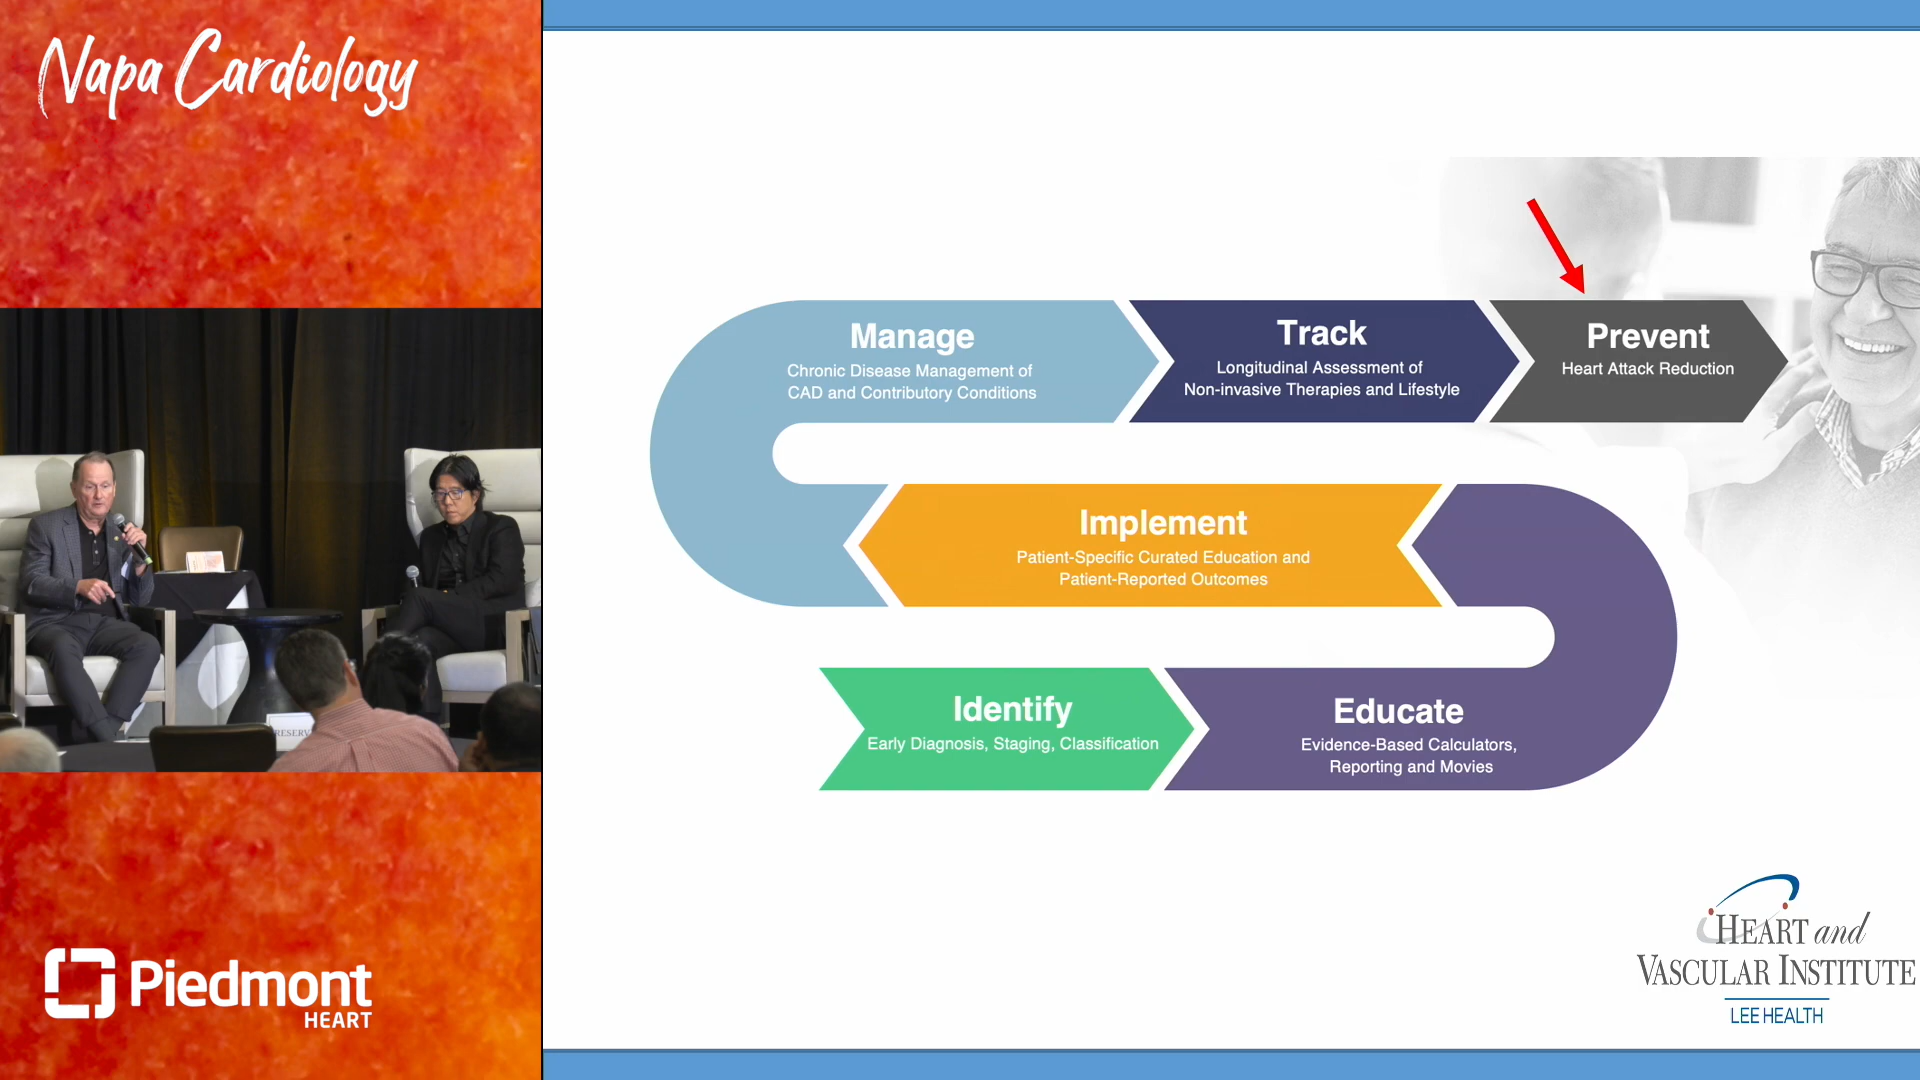 Napa Cardiology
Manage
Chronic Disease Management of
CAD and Contributory Conditions
Track
Longitudinal Assessment of
Non-invasive Therapies and Lifestyle
Prevent
Heart Attack Reduction
Implement
Patient-Specific Curated Education and
Patient-Reported Outcomes
Identify
Early Diagnosis, Staging, Classification
Educate
Evidence-Based Calculators,
Reporting and Movies
RESERV
Piedmont
HEART
HEART and
VASCULAR INSTITUTE
LEE HEALTH